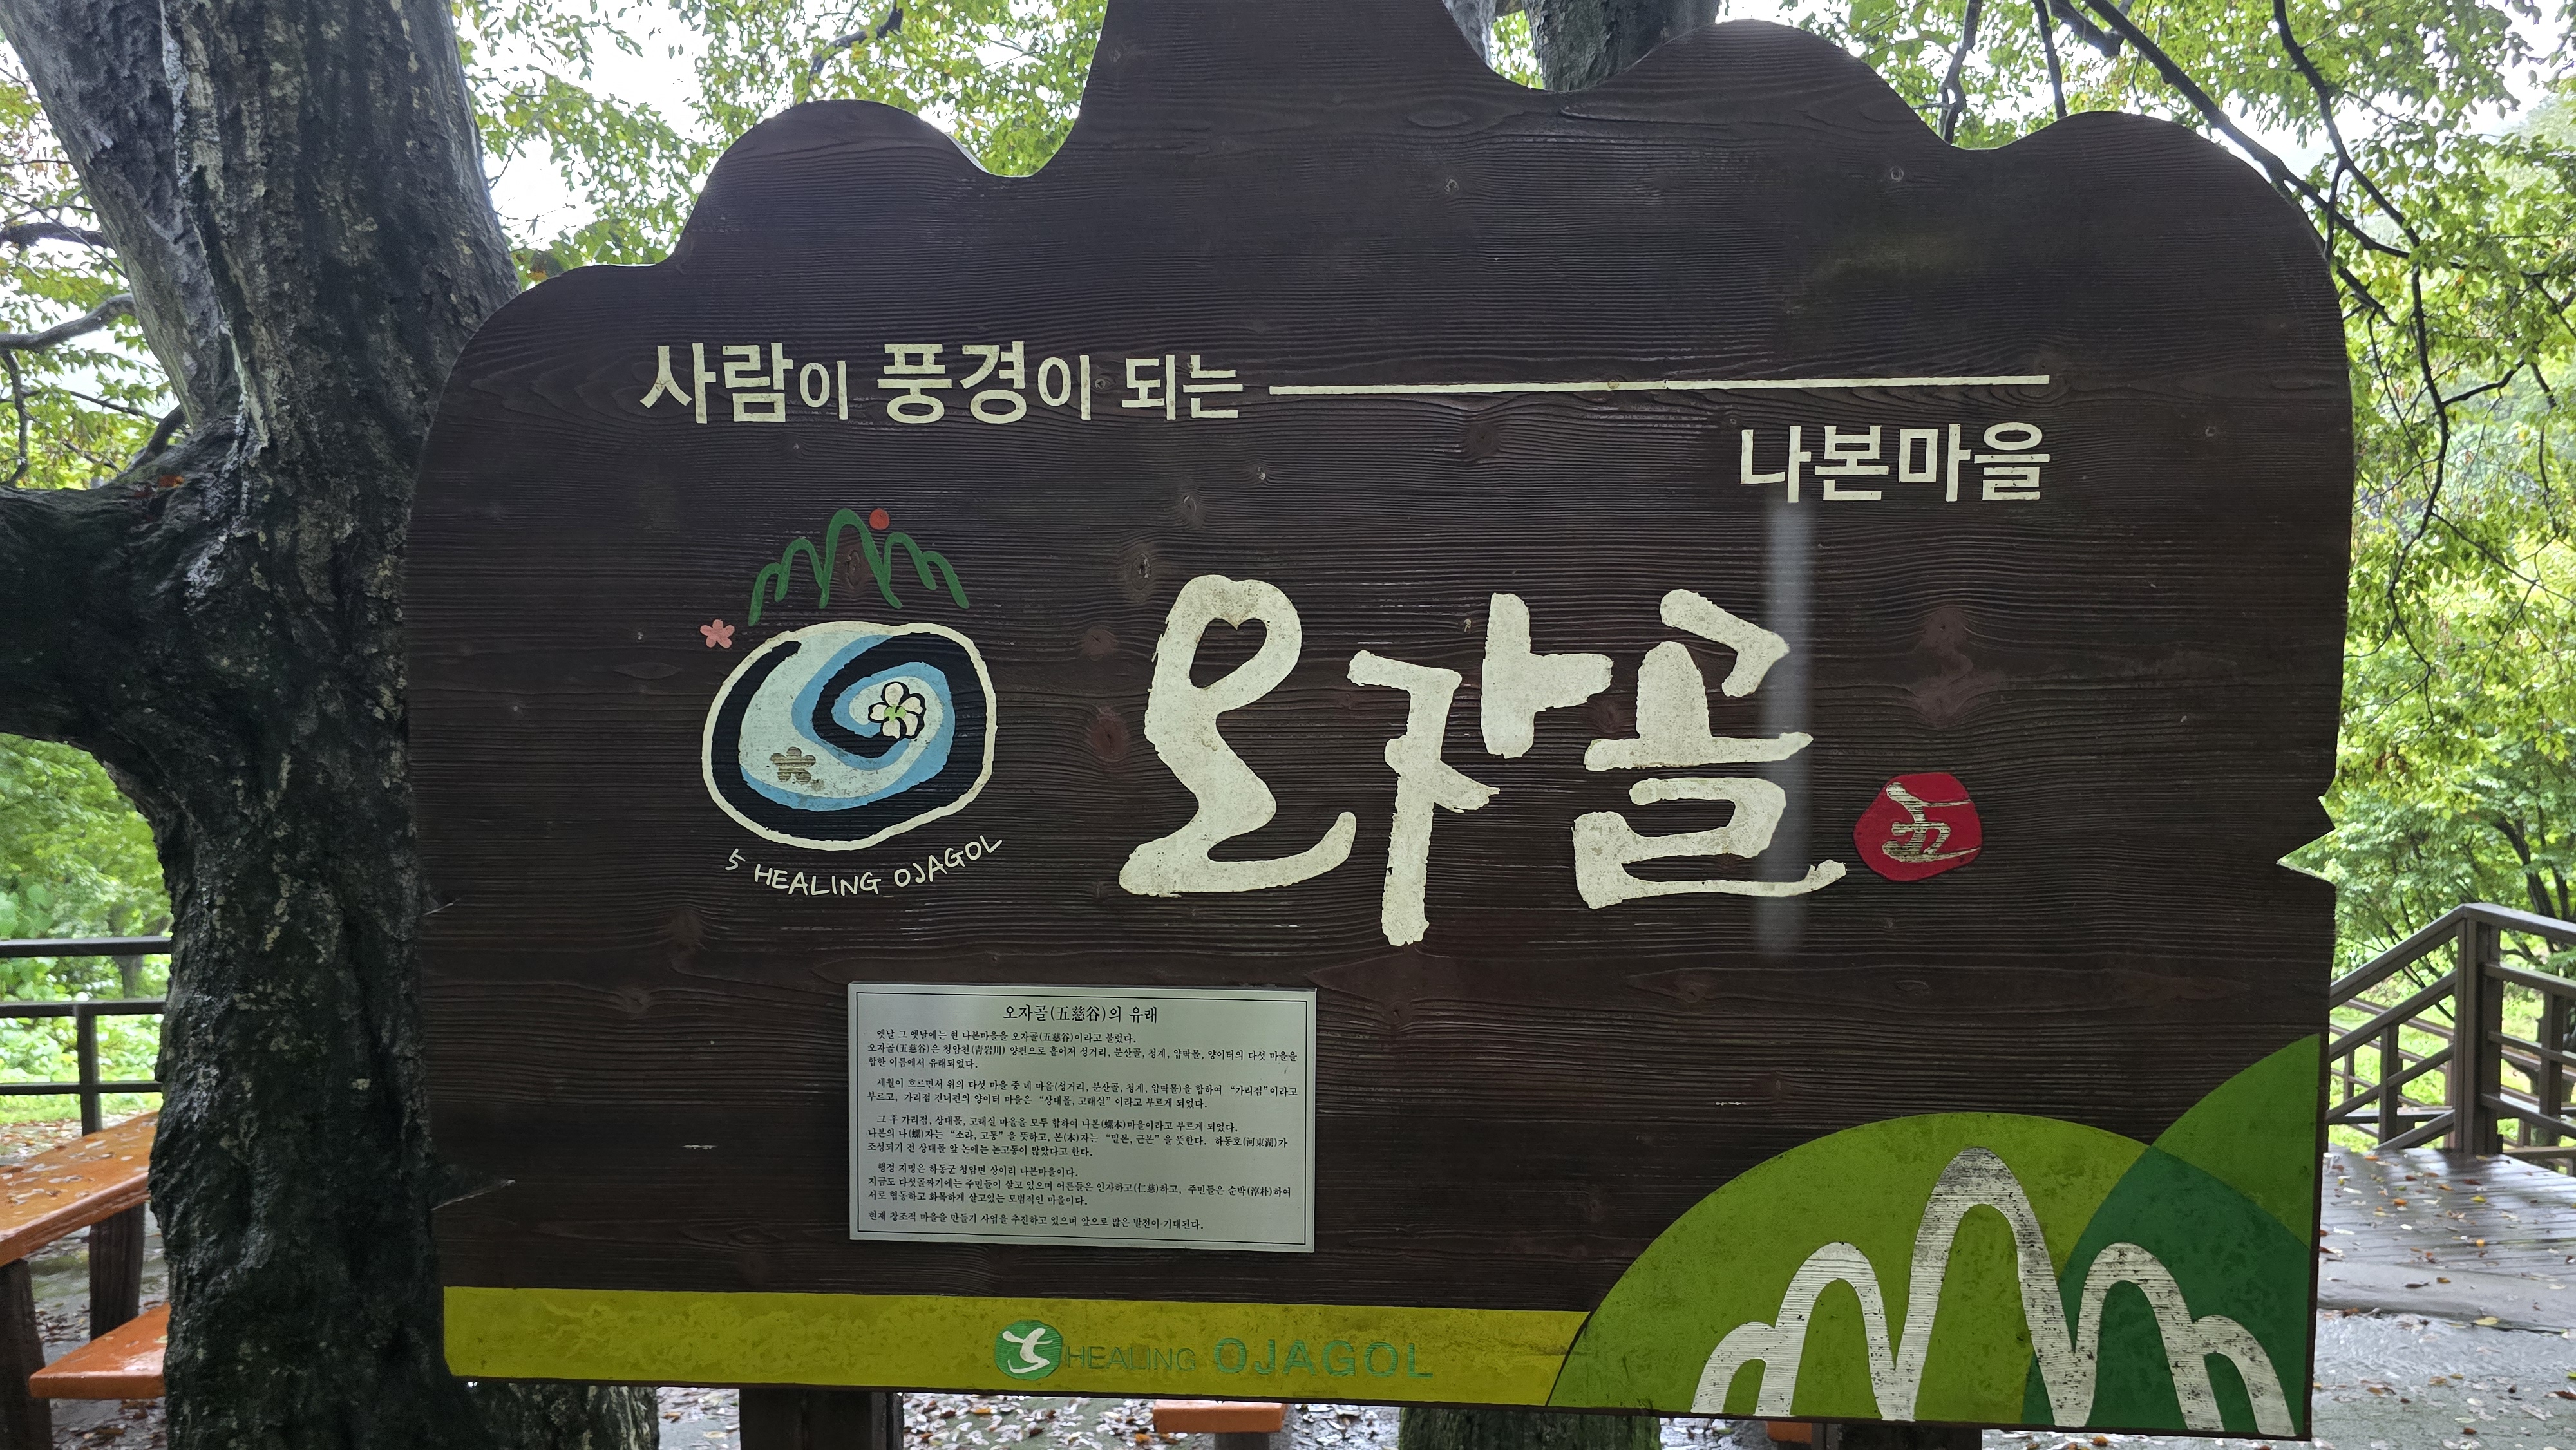 사람이 풍경이 되는
나본마을
오자골
五
5 HEALING OJAGOL
오자골(五慈谷)의 유래
옛날 그 옛날에는 현 나본마을을 오자골(五慈谷)이라고 불렀다.
오자골(五慈谷)은 청암천(靑岩川) 양편으로 흩어져 성거리, 분산골, 청계, 압막몰, 양이터의 다섯 마을을
합한 이름에서 유래되었다.
세월이 흐르면서 위의 다섯 마을 중 네 마을(성거리, 분산골, 청계, 압막몰)을 합하여 “가리점”이라고
부르고, 가리점 건너편의 양이터 마을은 “상대몰, 고래실”이라고 부르게 되었다.
그 후 가리점, 상대몰, 고래실 마을을 모두 합하여 나본(螺本)마을이라고 부르게 되었다.
나본의 나(螺)자는 “소라, 고동”을 뜻하고, 본(本)자는 “밑본, 근본”을 뜻한다. 하동호(河東湖)가
조성되기 전 상대몰 앞 논에는 논고동이 많았다고 한다.
행정 지명은 하동군 청암면 상이리 나본마을이다.
지금도 다섯골짜기에는 주민들이 살고 있으며 어른들은 인자하고(仁慈)하고, 주민들은 순박(淳朴)하여
서로 협동하고 화목하게 살고있는 모범적인 마을이다.
현재 창조적 마을을 만들기 사업을 추진하고 있으며 앞으로 많은 발전이 기대된다.
5 HEALING OJAGOL